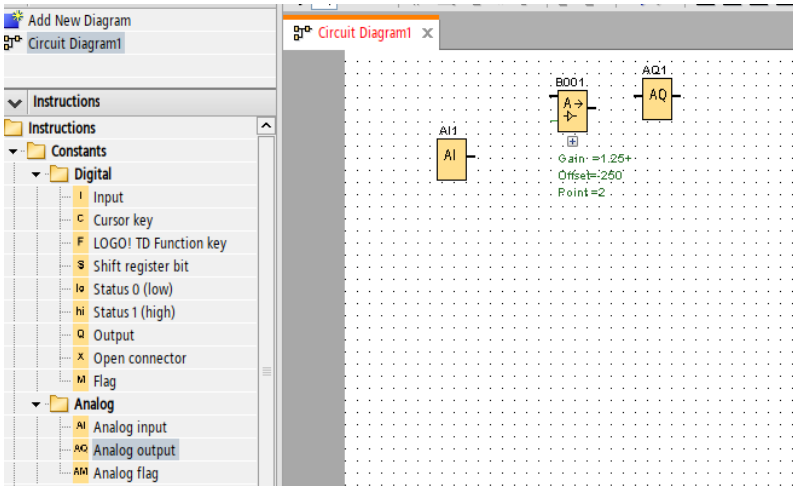 Add New Diagram
Circuit Diagram1
Instructions
Instructions
Constants
Digital
I Input
C Cursor key
F LOGO! TD Function key
S Shift register bit
lo Status 0 (low)
hi Status 1 (high)
Q Output
X Open connector
M Flag
Analog
AI Analog input
AQ Analog output
AM Analog flag
Circuit Diagram1
AI1
AI
B001
A
Gain =1.25+
Offset=-250
Point=2
AQ1
AQ